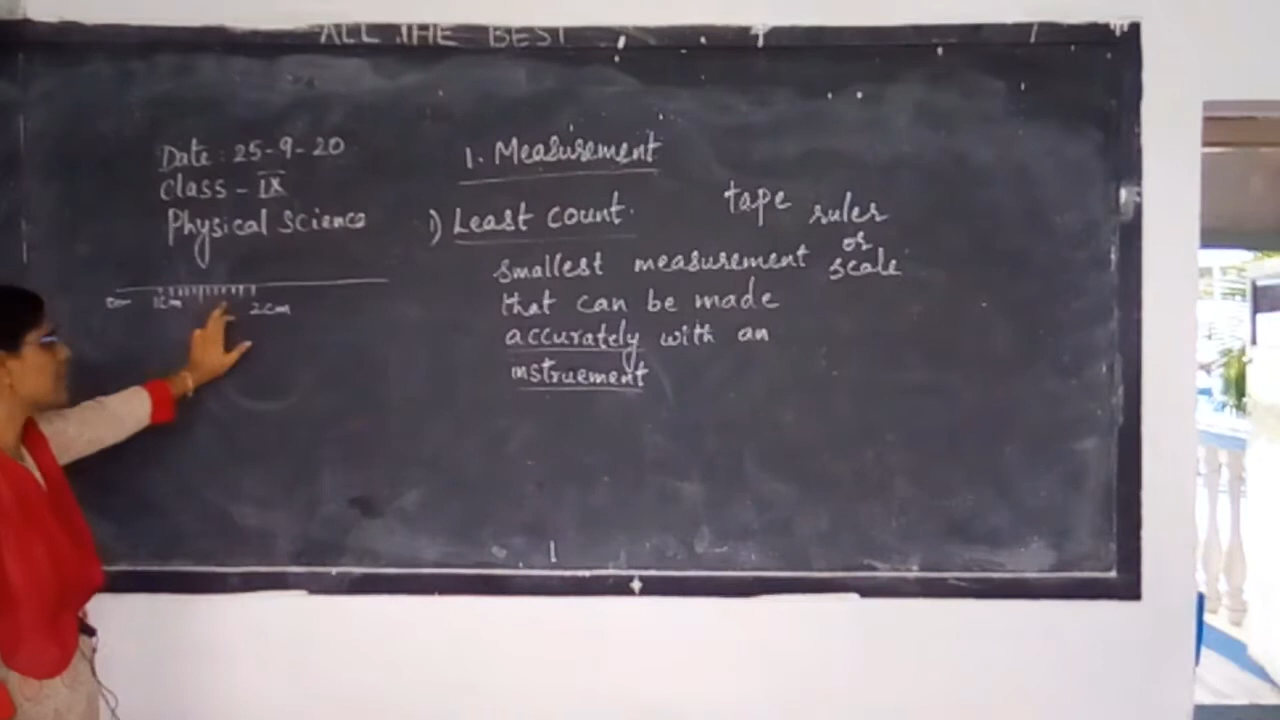 ALL THE BEST
Date: 25-9-20
Class - IX
Physical Science
1cm 2cm
1. Measurement
1) Least count.
smallest measurement
that can be made
accurately with an
instruement
tape ruler
or
scale